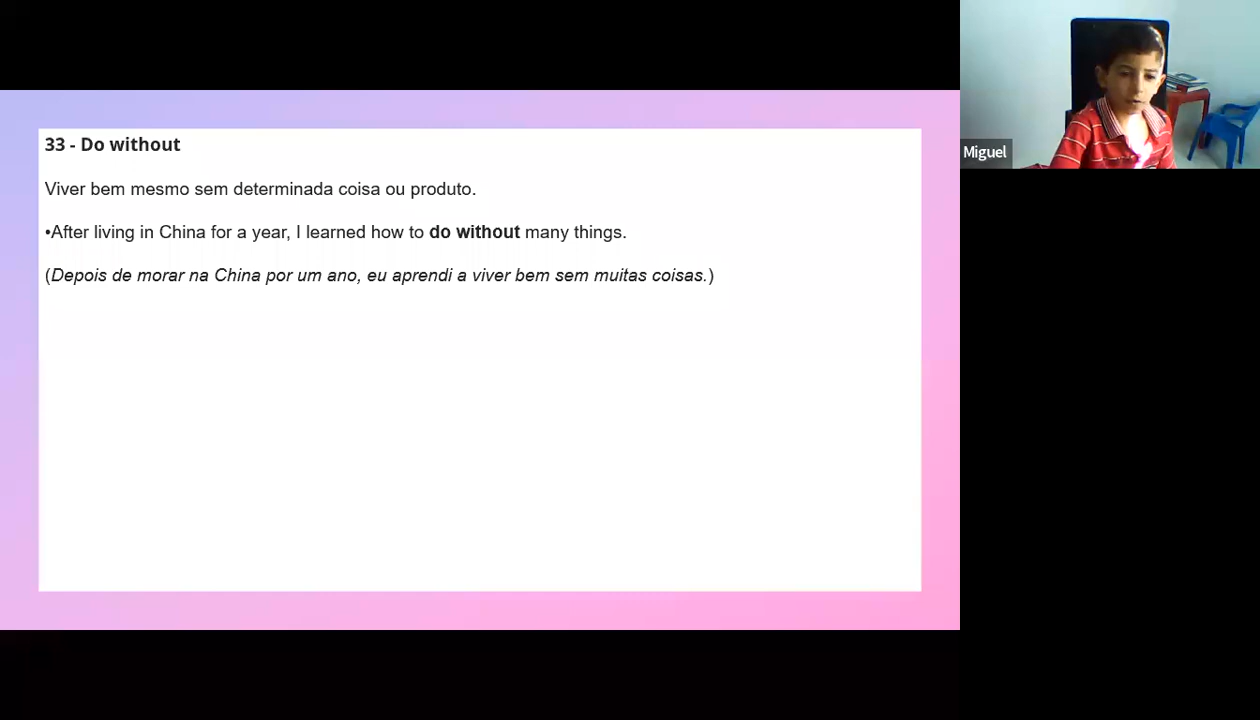 33 - Do without
Viver bem mesmo sem determinada coisa ou produto.
•After living in China for a year, I learned how to do without many things.
(Depois de morar na China por um ano, eu aprendi a viver bem sem muitas coisas.)
Miguel